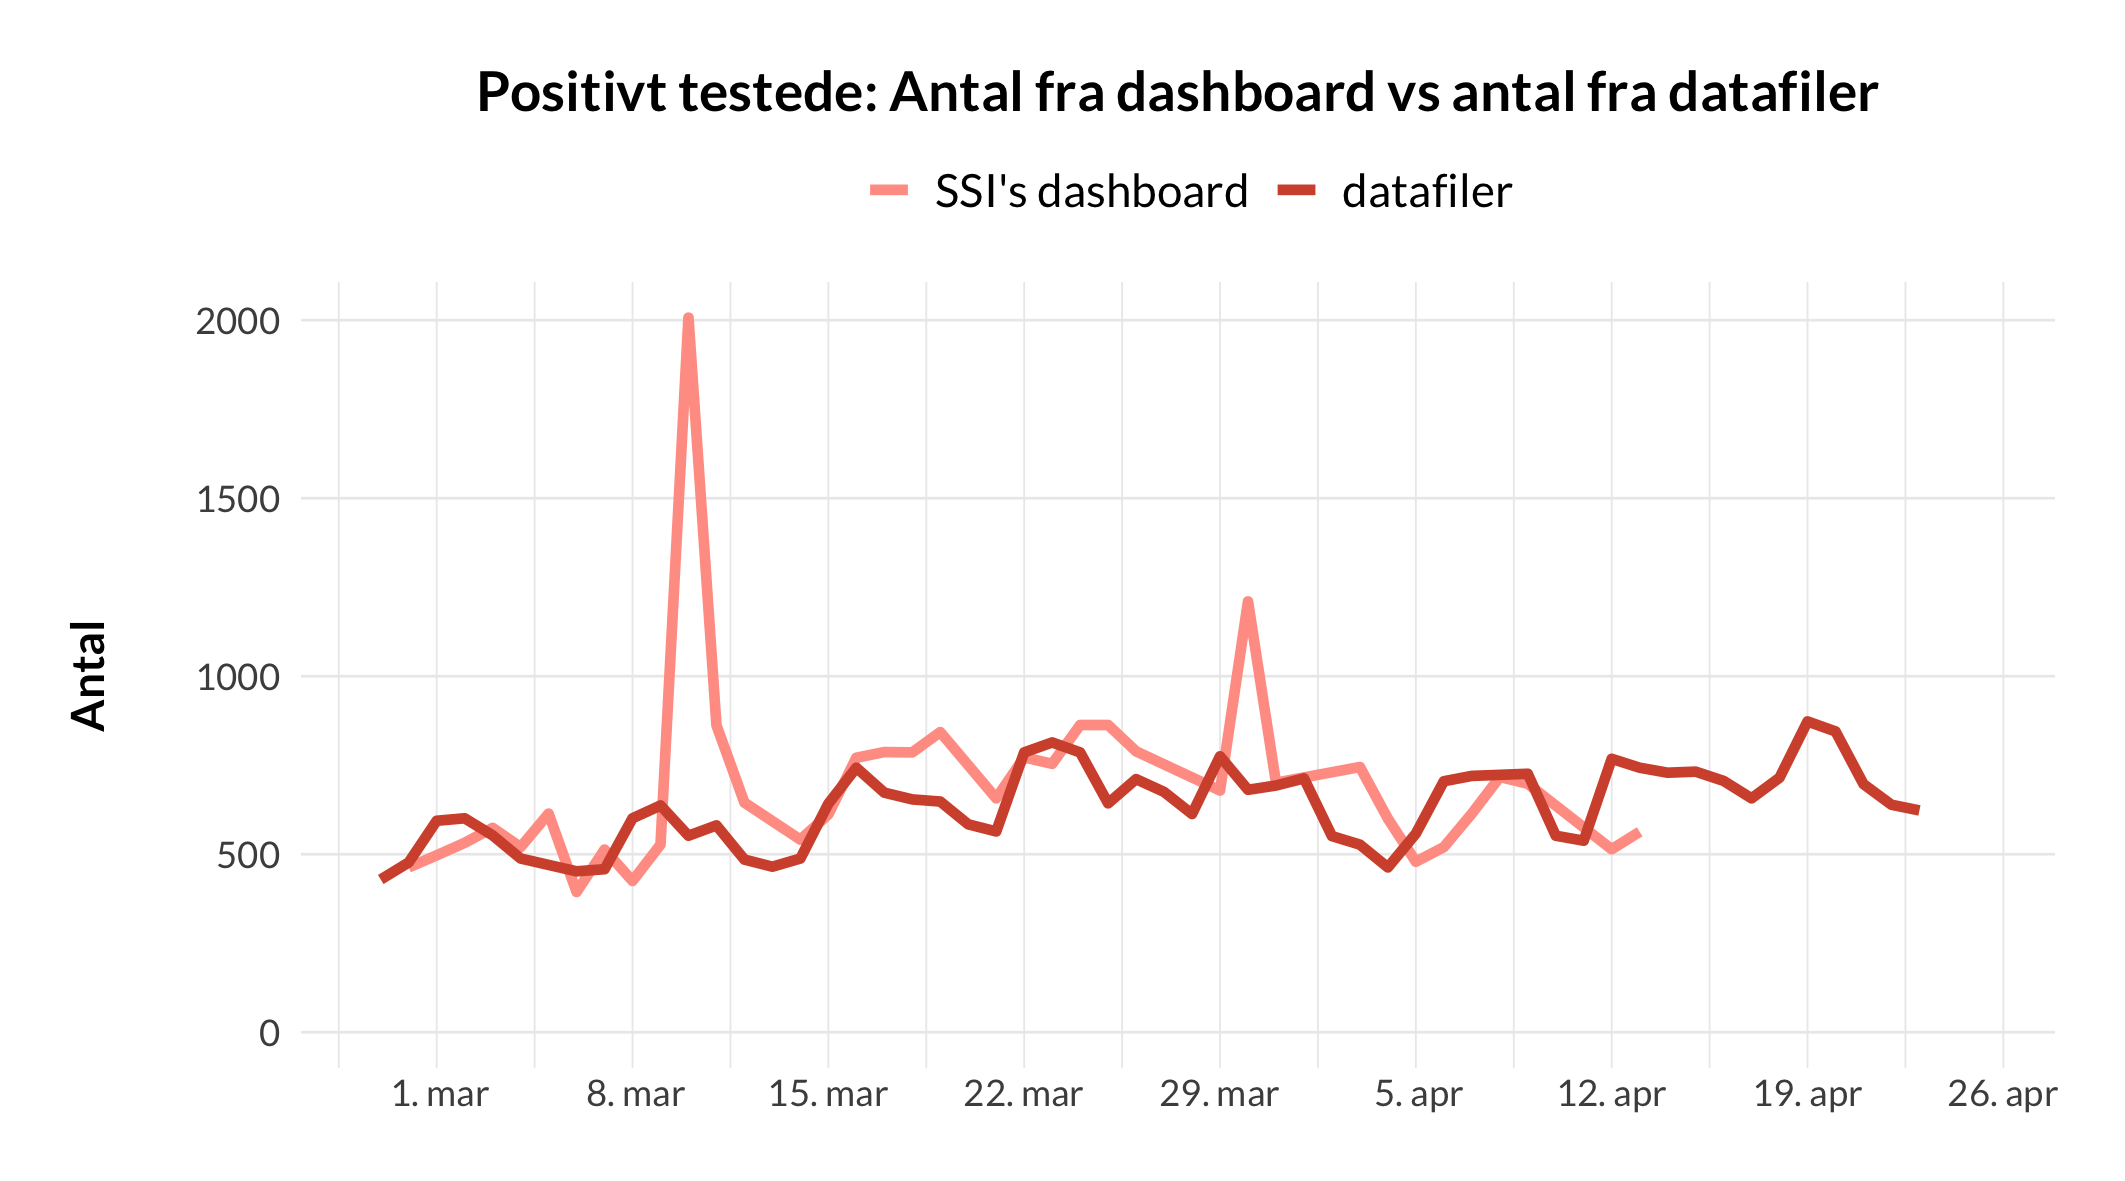 Positivt testede: Antal fra dashboard vs antal fra datafiler
SSI's dashboard datafiler
Antal
2000
1500
1000
500
0
1. mar 8. mar 15. mar 22. mar 29. mar 5. apr 12. apr 19. apr 26. apr